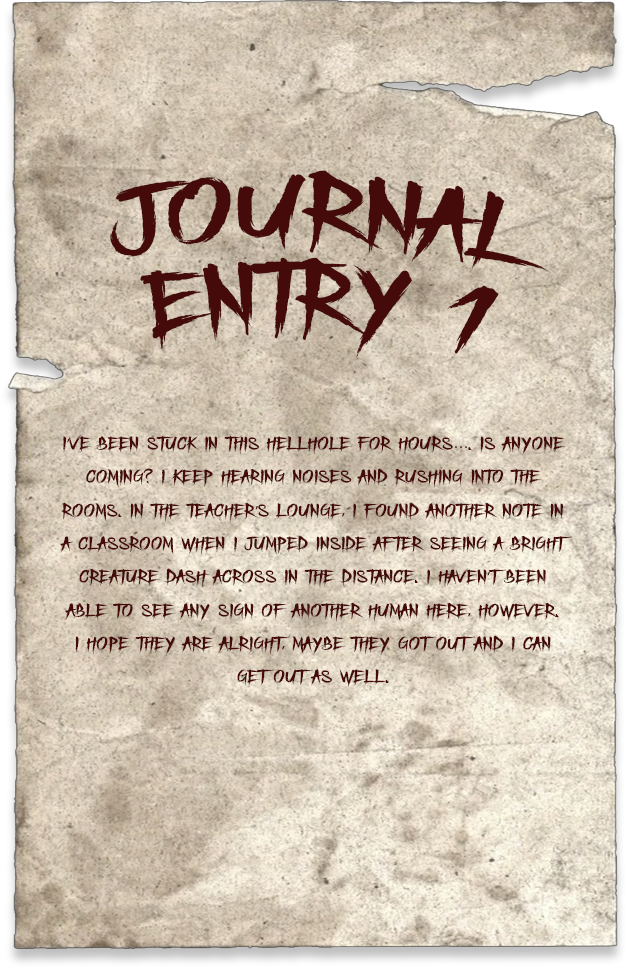 JOURNAL
ENTRY 1
I'VE BEEN STUCK IN THIS HELLHOLE FOR HOURS.... IS ANYONE
COMING? I KEEP HEARING NOISES AND RUSHING INTO THE
ROOMS. IN THE TEACHER'S LOUNGE, I FOUND ANOTHER NOTE IN
A CLASSROOM WHEN I JUMPED INSIDE AFTER SEEING A BRIGHT
CREATURE DASH ACROSS IN THE DISTANCE. I HAVEN'T BEEN
ABLE TO SEE ANY SIGN OF ANOTHER HUMAN HERE, HOWEVER.
I HOPE THEY ARE ALRIGHT, MAYBE THEY GOT OUT AND I CAN
GET OUT AS WELL.